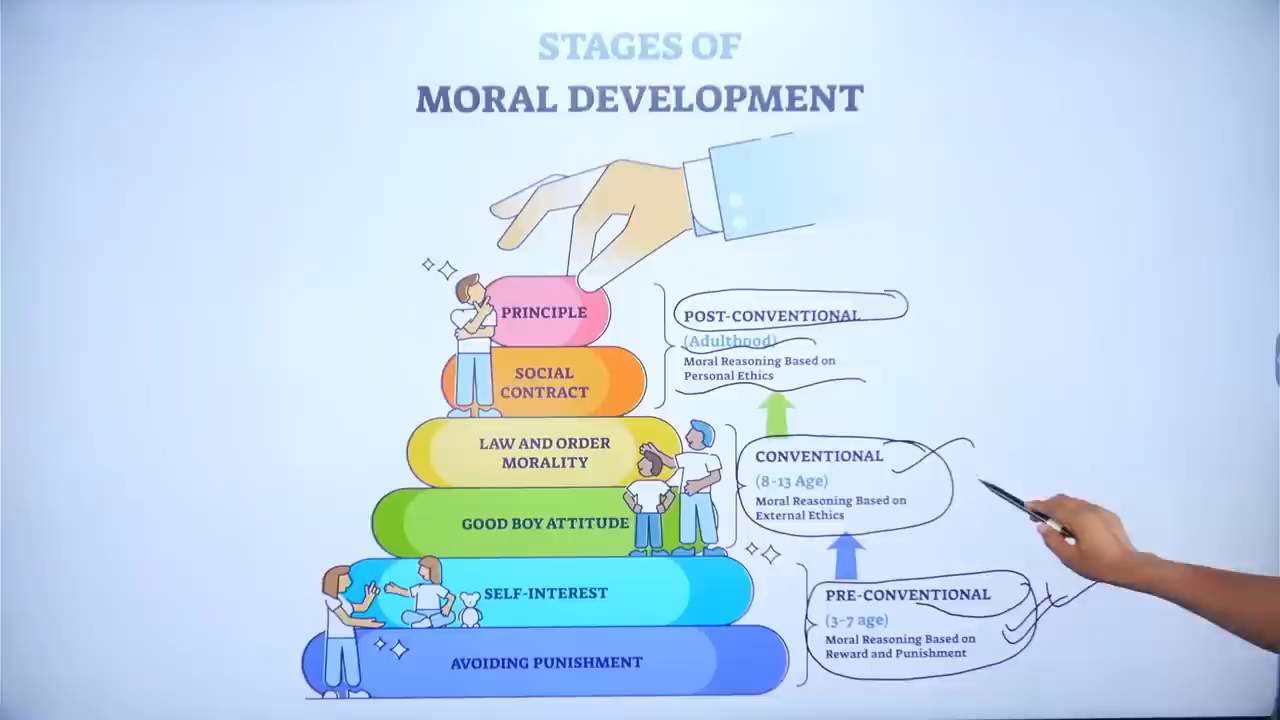 STAGES OF
MORAL DEVELOPMENT
PRINCIPLE
SOCIAL
CONTRACT
LAW AND ORDER
MORALITY
GOOD BOY ATTITUDE
SELF-INTEREST
AVOIDING PUNISHMENT
POST-CONVENTIONAL
(Adulthood)
Moral Reasoning Based on
Personal Ethics
CONVENTIONAL
(8-13 Age)
Moral Reasoning Based on
External Ethics
PRE-CONVENTIONAL
(3-7 age)
Moral Reasoning Based on
Reward and Punishment